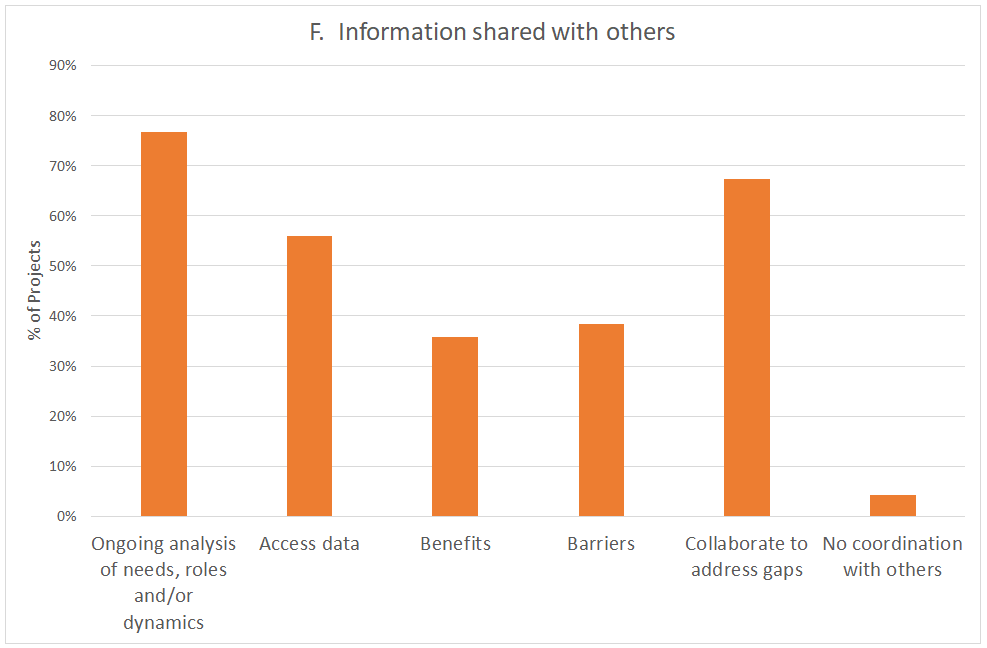 F. Information shared with others
90%
80%
70%
60%
50%
40%
30%
20%
10%
0%
% of Projects
Ongoing analysis
of needs, roles
and/or
dynamics
Access data
Benefits
Barriers
Collaborate to
address gaps
No coordination
with others